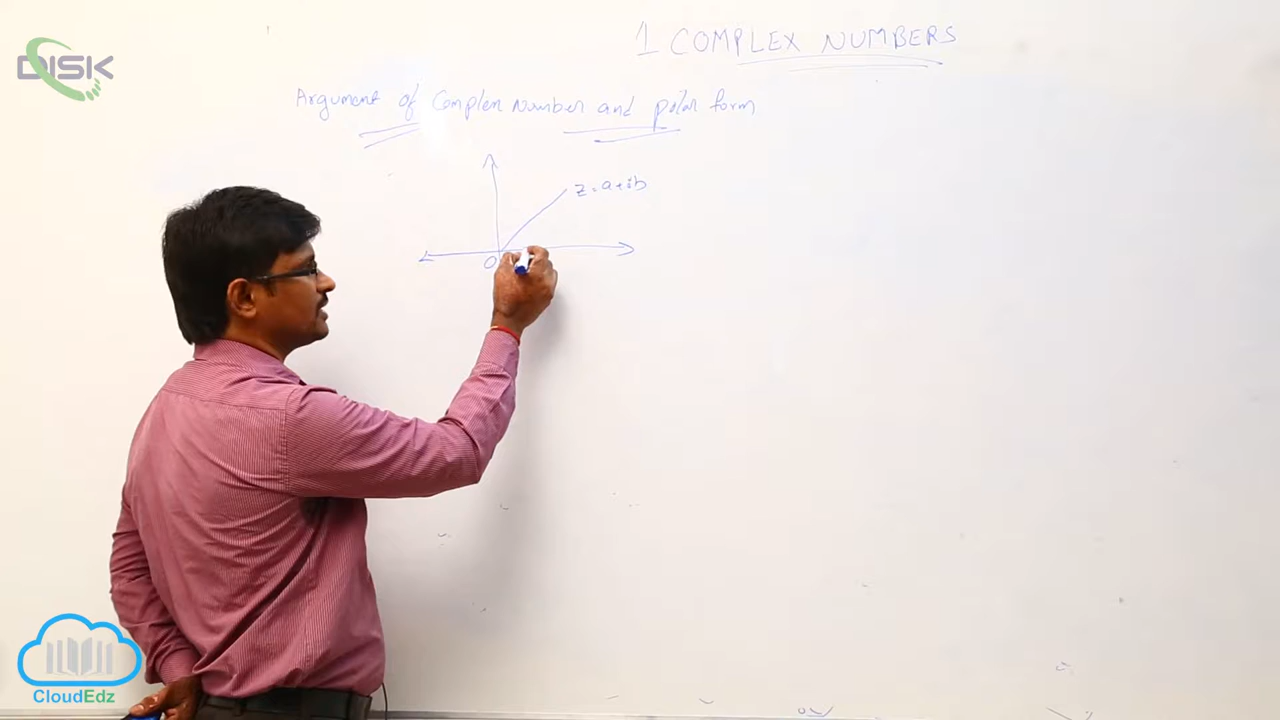 DISK
1 COMPLEX NUMBERS
Argument of Complex Number and polar form
z = a+ib
O
CloudEdz